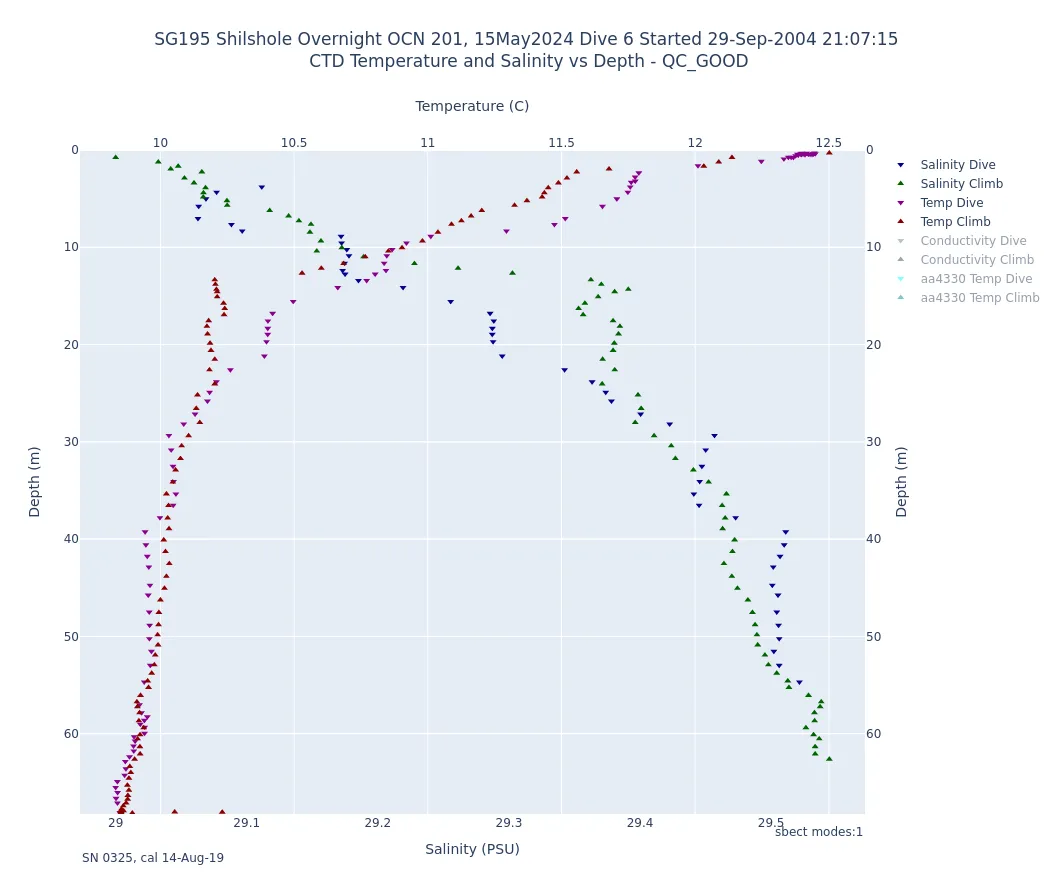 SG195 Shilshole Overnight OCN 201, 15May2024 Dive 6 Started 29-Sep-2004 21:07:15
CTD Temperature and Salinity vs Depth - QC_GOOD
Temperature (C)
10 10.5 11 11.5 12 12.5
0 0
10 10
20 20
30 30
40 40
50 50
60 60
Depth (m)
Depth (m)
Salinity Dive
Salinity Climb
Temp Dive
Temp Climb
Conductivity Dive
Conductivity Climb
aa4330 Temp Dive
aa4330 Temp Climb
29 29.1 29.2 29.3 29.4 29.5
sbect modes:1
Salinity (PSU)
SN 0325, cal 14-Aug-19